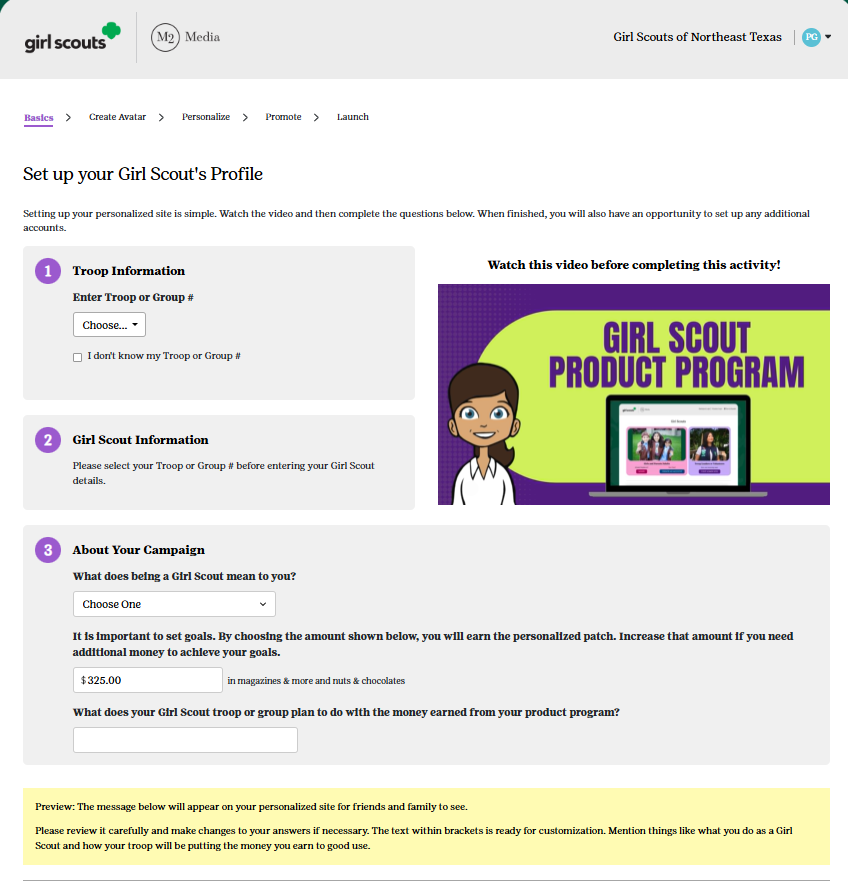 girl scouts
M2 Media
Girl Scouts of Northeast Texas
PG
Basics
Create Avatar
Personalize
Promote
Launch
Set up your Girl Scout's Profile
Setting up your personalized site is simple. Watch the video and then complete the questions below. When finished, you will also have an opportunity to set up any additional
accounts.
1
Troop Information
Enter Troop or Group #
Choose...
I don't know my Troop or Group #
2
Girl Scout Information
Please select your Troop or Group # before entering your Girl Scout
details.
Watch this video before completing this activity!
GIRL SCOUT
PRODUCT PROGRAM
3
About Your Campaign
What does being a Girl Scout mean to you?
Choose One
It is important to set goals. By choosing the amount shown below, you will earn the personalized patch. Increase that amount if you need
additional money to achieve your goals.
$325.00
in magazines & more and nuts & chocolates
What does your Girl Scout troop or group plan to do with the money earned from your product program?
Preview: The message below will appear on your personalized site for friends and family to see.
Please review it carefully and make changes to your answers if necessary. The text within brackets is ready for customization. Mention things like what you do as a Girl
Scout and how your troop will be putting the money you earn to good use.